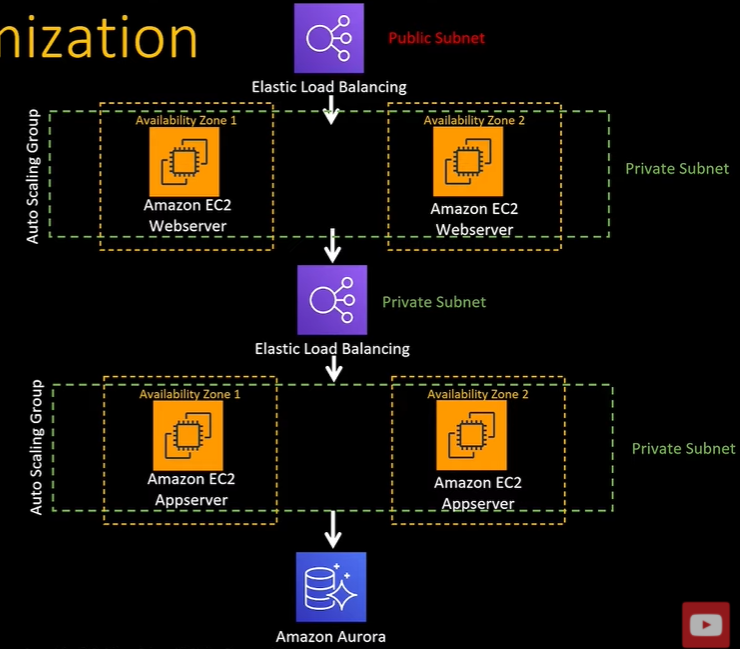 nization
Public Subnet
Elastic Load Balancing
Auto Scaling Group
Availability Zone 1
Amazon EC2
Webserver
Availability Zone 2
Amazon EC2
Webserver
Private Subnet
Private Subnet
Elastic Load Balancing
Auto Scaling Group
Availability Zone 1
Amazon EC2
Appserver
Availability Zone 2
Amazon EC2
Appserver
Private Subnet
Amazon Aurora